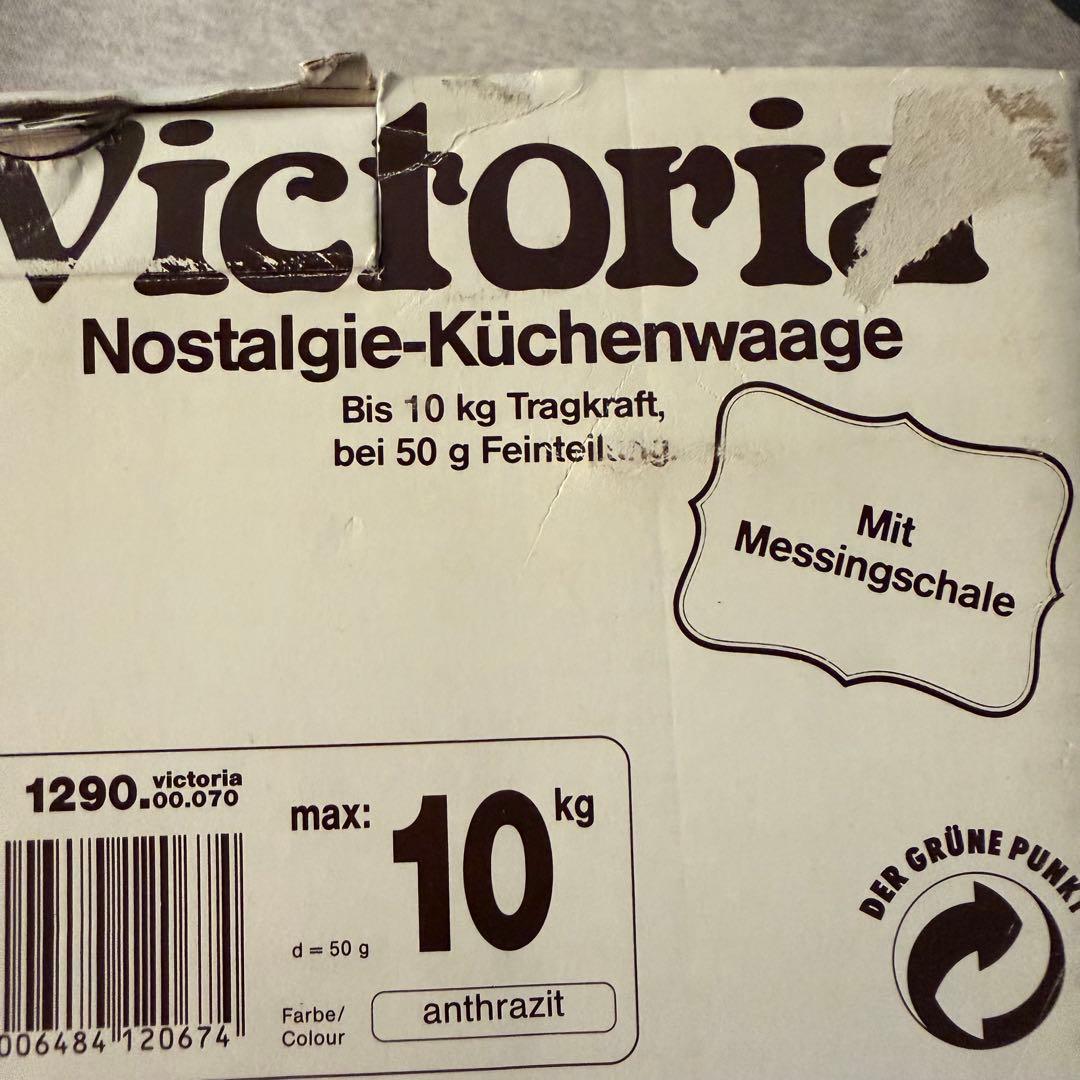 Victoria
Nostalgie-Küchenwaage
Bis 10 kg Tragkraft,
bei 50 g Feinteilung.
Mit
Messingschale
1290.victoria
00.070
max: 10 kg
d = 50 g
Farbe/
Colour
anthrazit
006484 120674
DER GRÜNE PUNKT